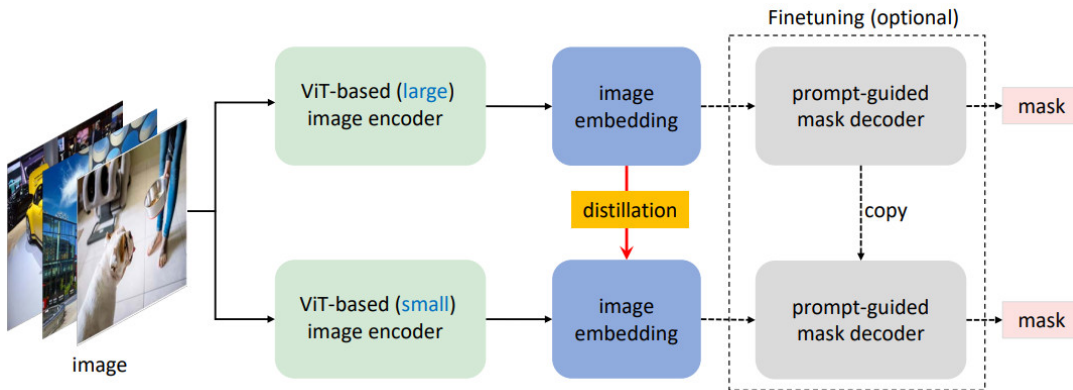 Finetuning (optional)
ViT-based (large)
image encoder
image
embedding
prompt-guided
mask decoder
mask
distillation
copy
ViT-based (small)
image encoder
image
embedding
prompt-guided
mask decoder
mask
image